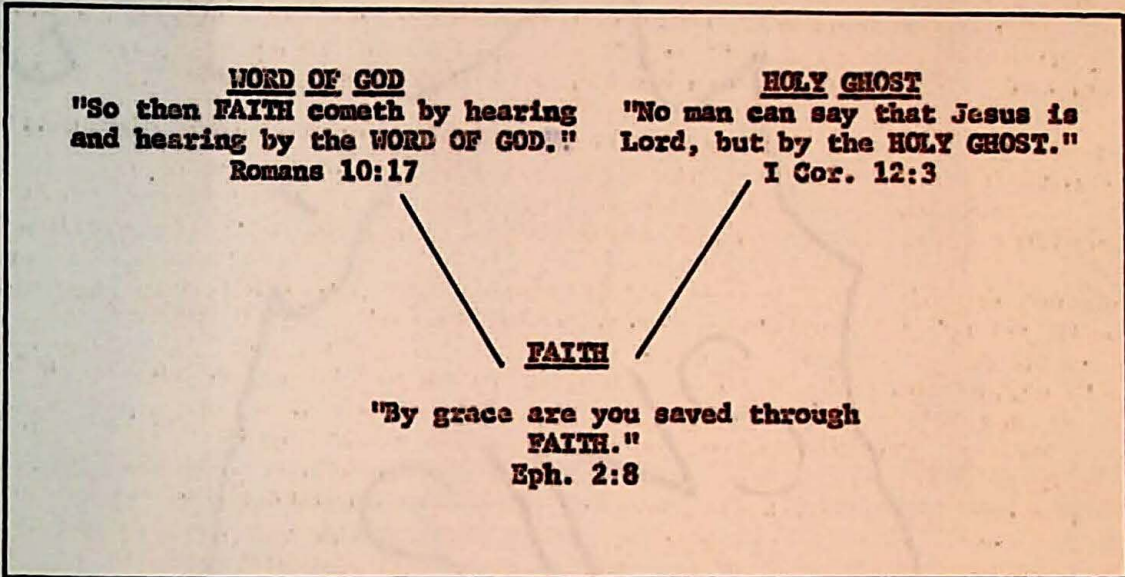 WORD OF GOD
"So then FAITH cometh by hearing
and hearing by the WORD OF GOD."
Romans 10:17
HOLY GHOST
"No man can say that Jesus is
Lord, but by the HOLY GHOST."
I Cor. 12:3
FAITH
"By grace are you saved through
FAITH."
Eph. 2:8